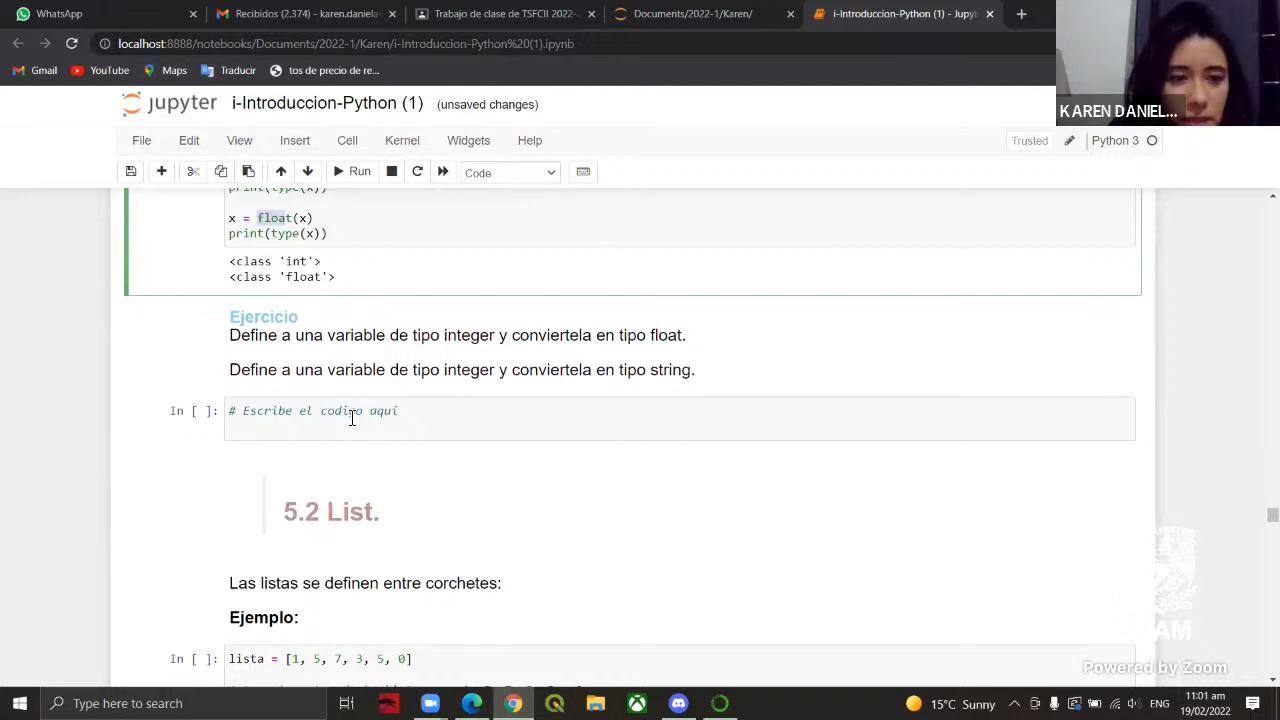 WhatsApp
Recibidos (2.374) - karen.daniela
Trabajo de clase de TSFCII 2022-
Documents/2022-1/Karen/
i-Introduccion-Python (1) - Jupyt
localhost:8888/notebooks/Documents/2022-1/Karen/i-Introduccion-Python%20(1).ipynb
Gmail
YouTube
Maps
Traducir
tos de precio de re...
KAREN DANIEL...
jupyter
i-Introduccion-Python (1)
(unsaved changes)
File Edit View Insert Cell Kernel Widgets Help
Trusted
Python 3
Run
Code
print(type(x))
x = float(x)
print(type(x))
<class 'int'>
<class 'float'>
Ejercicio
Define a una variable de tipo integer y conviertela en tipo float.
Define a una variable de tipo integer y conviertela en tipo string.
In [ ]: # Escribe el codigo aquí
5.2 List.
Las listas se definen entre corchetes:
Ejemplo:
In [ ]: lista = [1, 5, 7, 3, 5, 0]
Powered by Zoom
Type here to search
15°C Sunny
ENG
11:01 am
19/02/2022